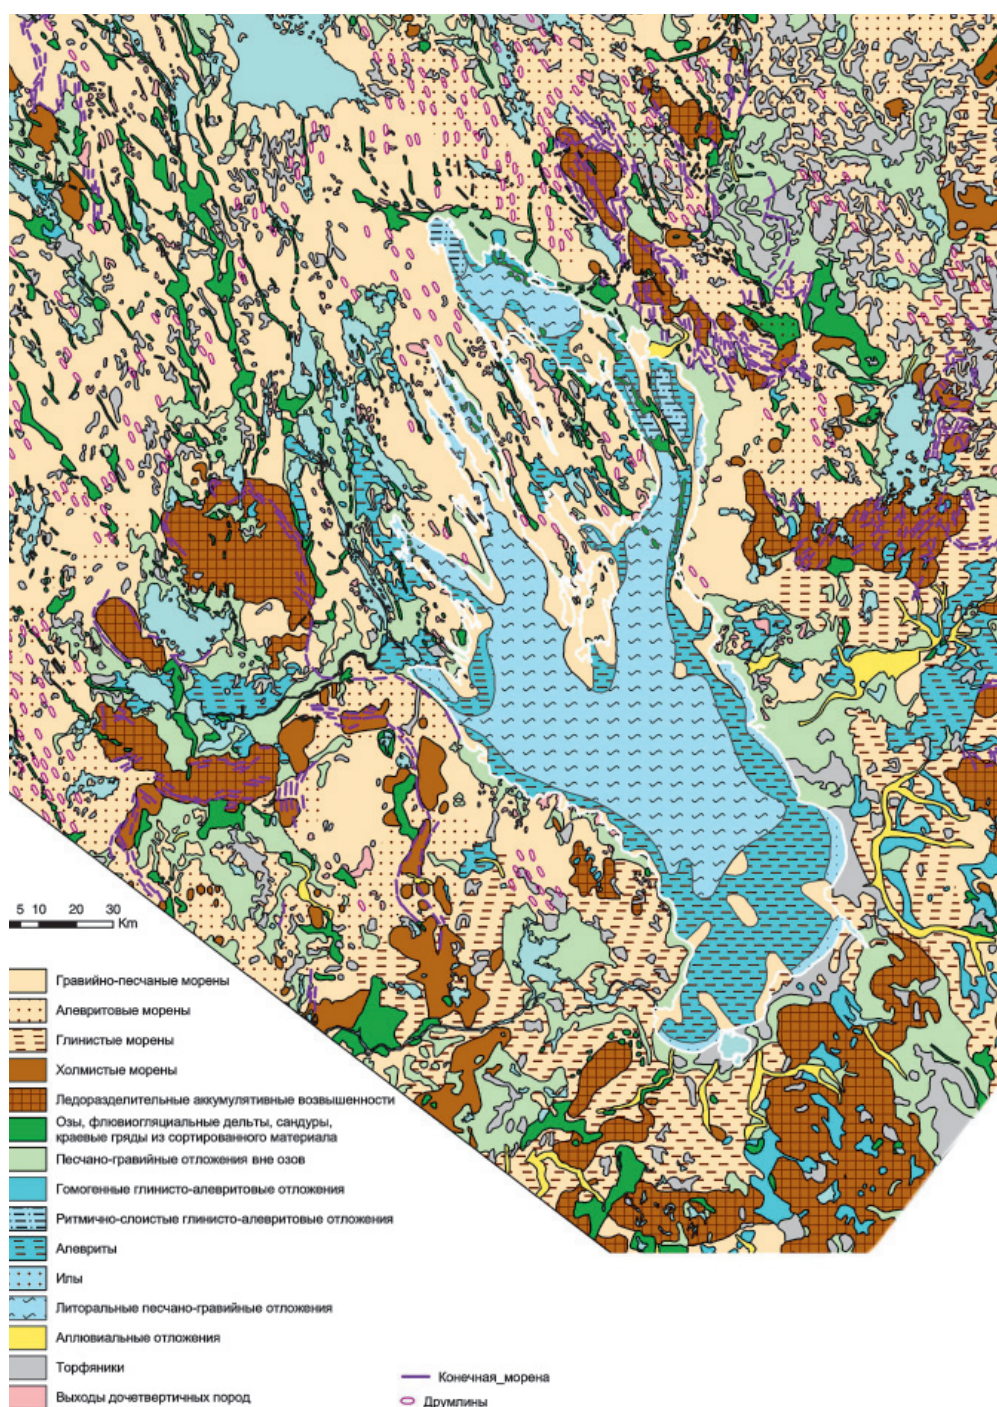 5 10 20 30
Km
Гравийно-песчаные морены
Алевритовые морены
Глинистые морены
Холмистые морены
Ледоразделительные аккумулятивные возвышенности
Озы, флювиогляциальные дельты, сандуры,
краевые гряды из сортированного материала
Песчано-гравийные отложения вне озов
Гомогенные глинисто-алевритовые отложения
Ритмично-слоистые глинисто-алевритовые отложения
Алевриты
Илы
Литоральные песчано-гравийные отложения
Аллювиальные отложения
Торфяники
Выходы дочетвертичных пород
Конечная_морена
Друмлины